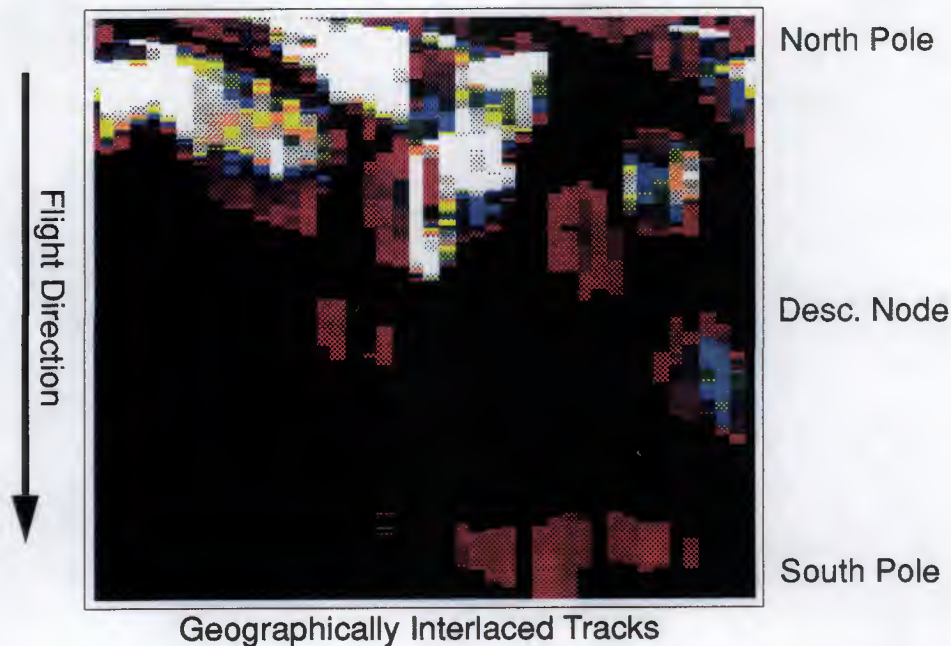 North Pole
Flight Direction
Desc. Node
South Pole
Geographically Interlaced Tracks